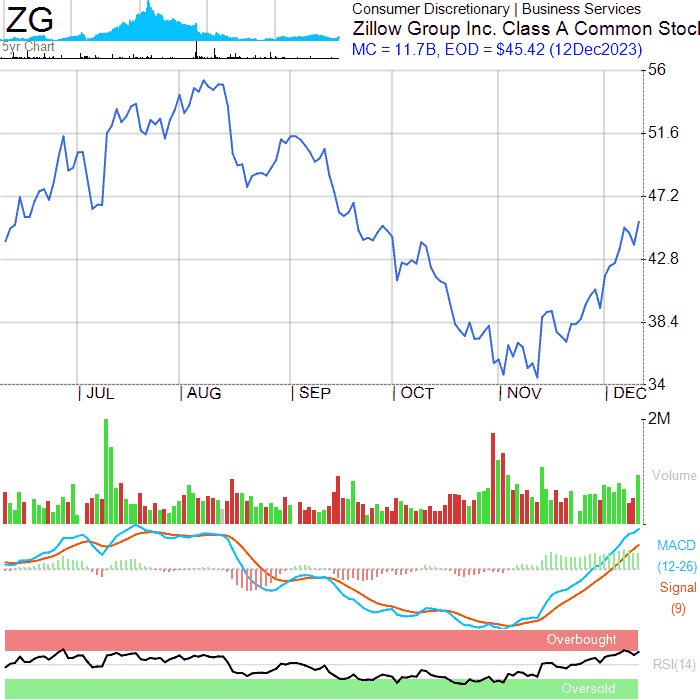 ZG
5yr Chart
Consumer Discretionary | Business Services
Zillow Group Inc. Class A Common Stoc
MC = 11.7B, EOD = $45.42 (12Dec2023)
56
51.6
47.2
42.8
38.4
34
JUL AUG SEP OCT NOV DEC
2M
Volume
MACD
(12-26)
Signal
(9)
Overbought
RSI(14)
Oversold